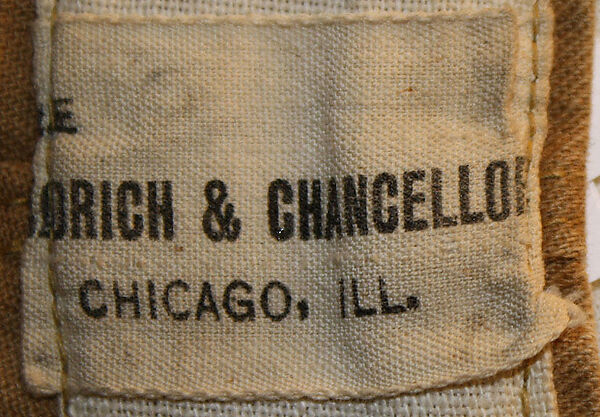 E
DRICH & CHANCELLOR
CHICAGO, ILL.